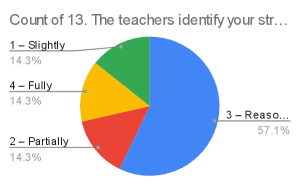 Count of 13. The teachers identify your str…
1 – Slightly
14.3%
4 – Fully
14.3%
3 – Reaso…
57.1%
2 – Partially
14.3%